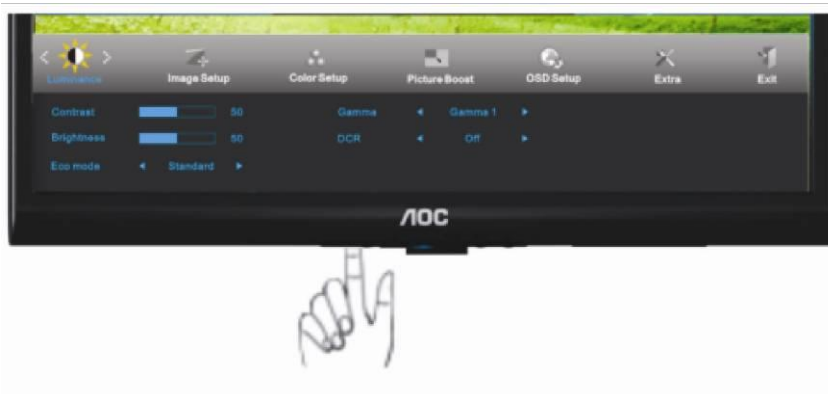 Luminance
Image Setup
Color Setup
Picture Boost
OSD Setup
Extra
Exit
Contrast 50 Gamma Gamma 1
Brightness 50 DCR Off
Eco mode Standard
AOC